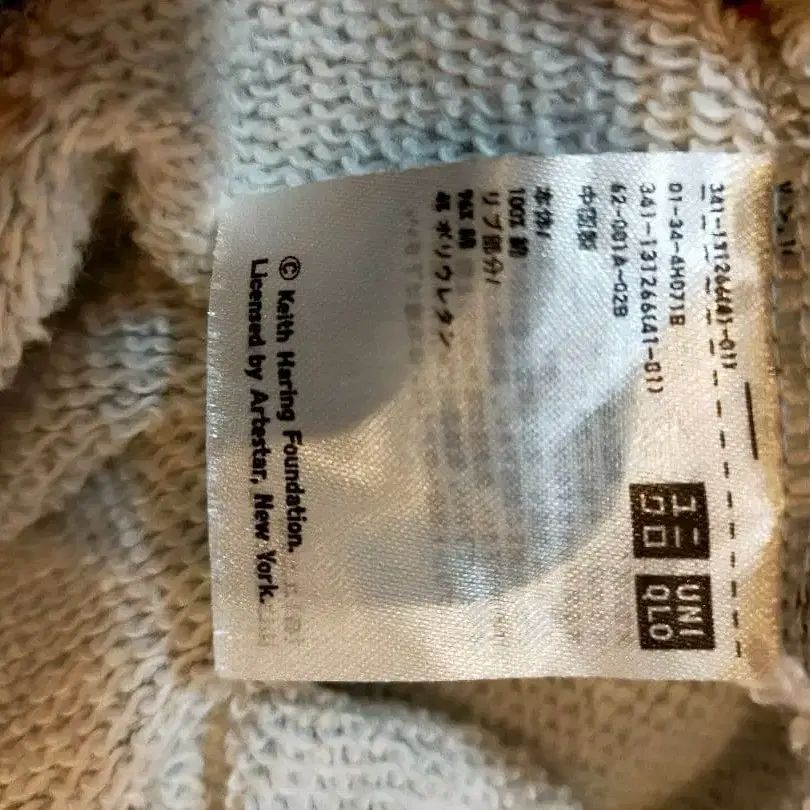 341-131266(41-01)
01-34-4H071B
341-131266(41-01)
62-001A-02B
中国製
本体/
100% 綿
リブ部分/
96% 綿
4% ポリウレタン
© Keith Haring Foundation.
Licensed by Artestar, New York.
ユニ
クロ
UNI
QLO